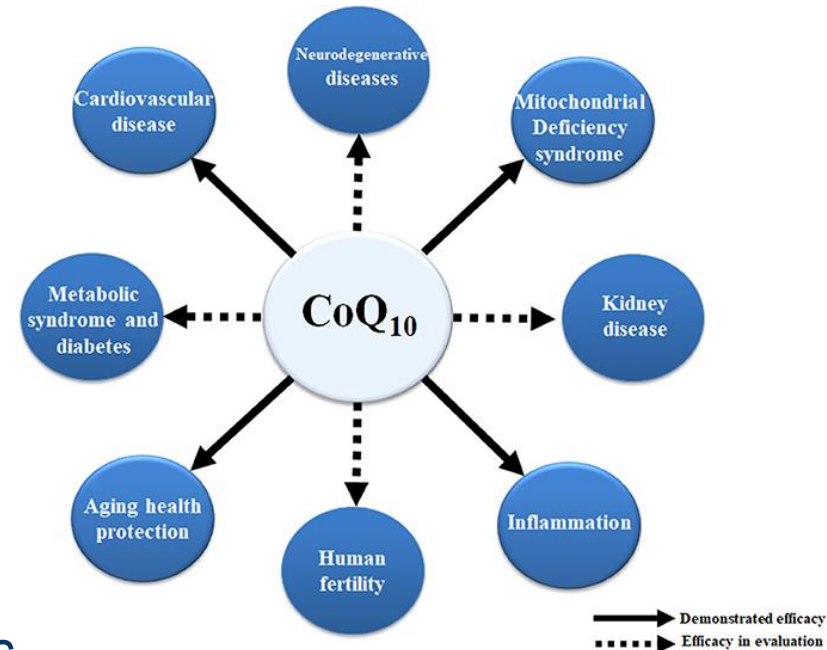 Neurodegenerative
diseases
Cardiovascular
disease
Mitochondrial
Deficiency
syndrome
Metabolic
syndrome and
diabetes
CoQ10
Kidney
disease
Aging health
protection
Human
fertility
Inflammation
Demonstrated efficacy
Efficacy in evaluation